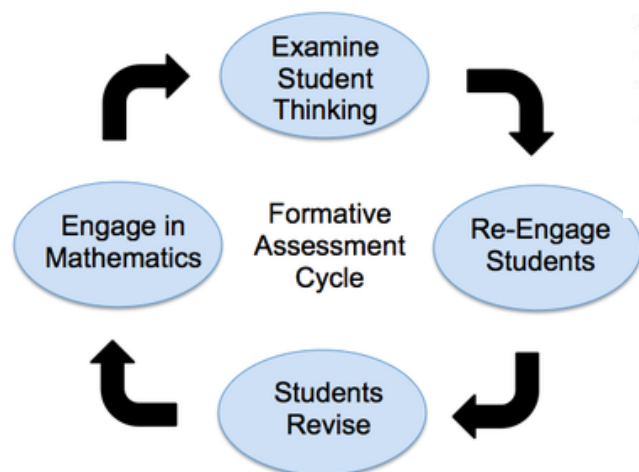 Examine
Student
Thinking
Engage in
Mathematics
Formative
Assessment
Cycle
Re-Engage
Students
Students
Revise